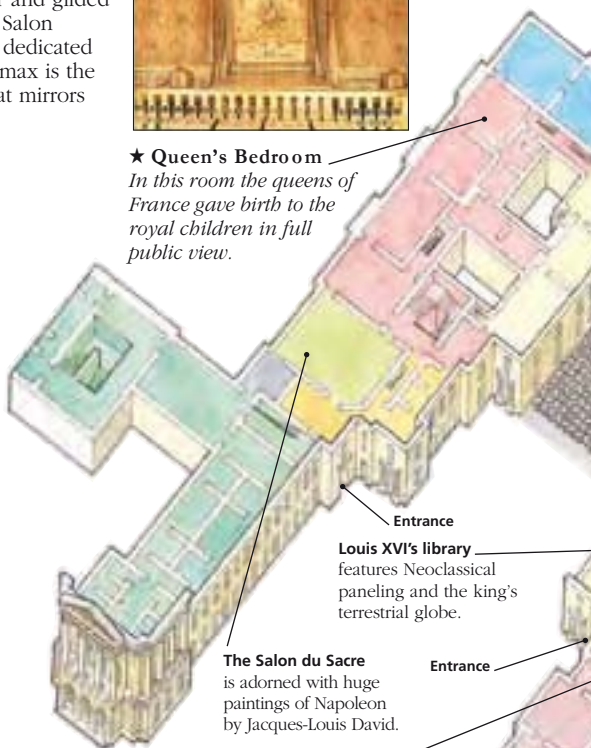 r and gilded
Salon
dedicated
max is the
at mirrors
★ Queen's Bedroom
In this room the queens of
France gave birth to the
royal children in full
public view.
Entrance
Louis XVI's library
features Neoclassical
paneling and the king's
terrestrial globe.
The Salon du Sacre
is adorned with huge
paintings of Napoleon
by Jacques-Louis David.
Entrance